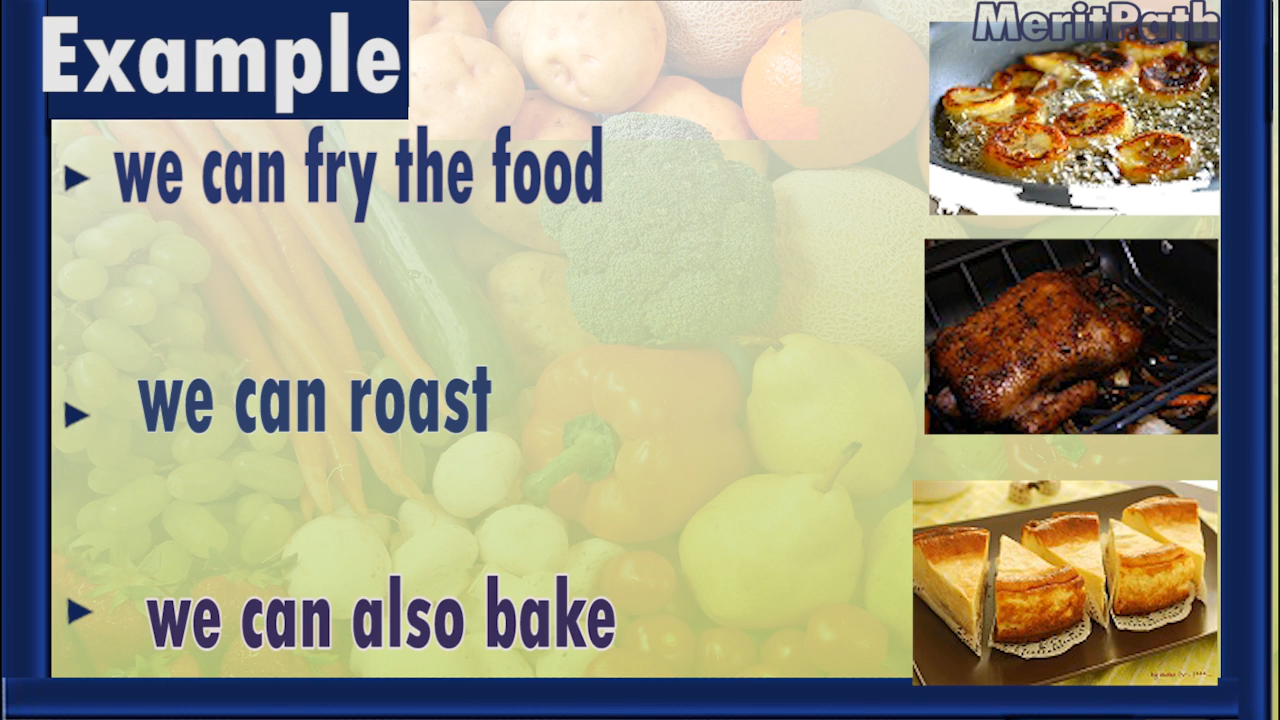 MeritPath
Example
we can fry the food
we can roast
we can also bake